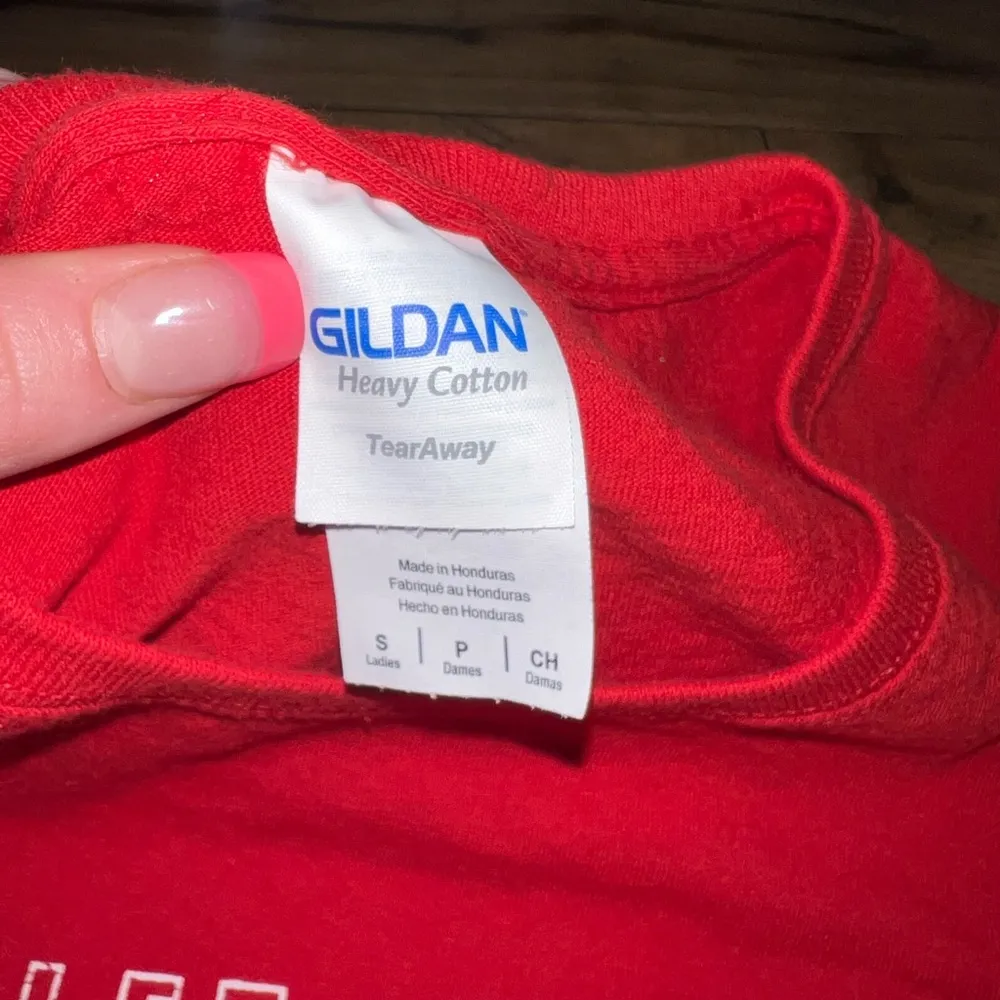 GILDAN
Heavy Cotton
TearAway
Made in Honduras
Fabriqué au Honduras
Hecho en Honduras
S | P | CH
Ladies Dames Damas